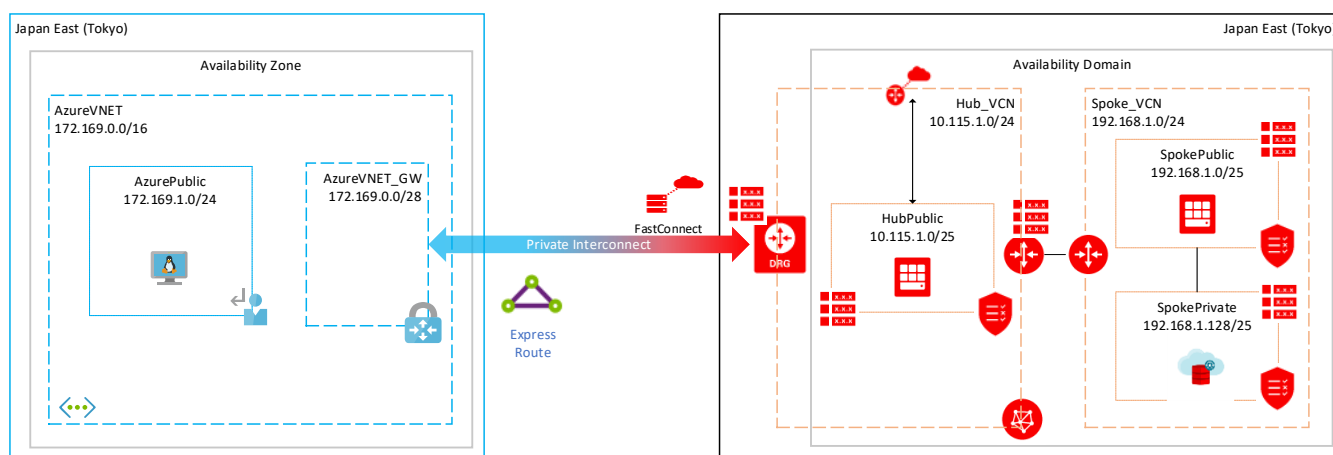 Japan East (Tokyo)
Availability Zone
AzureVNET
172.169.0.0/16
AzurePublic
172.169.1.0/24
AzureVNET_GW
172.169.0.0/28
Private Interconnect
FastConnect
Express
Route
Japan East (Tokyo
Availability Domain
Hub_VCN
10.115.1.0/24
x.x.x
x.x.x
x.x.x
DRG
HubPublic
10.115.1.0/25
x.x.x
x.x.x
x.x.x
x.x.x
x.x.x
x.x.x
Spoke_VCN
192.168.1.0/24
SpokePublic
192.168.1.0/25
x.x.x
x.x.x
x.x.x
SpokePrivate
192.168.1.128/25
x.x.x
x.x.x
x.x.x